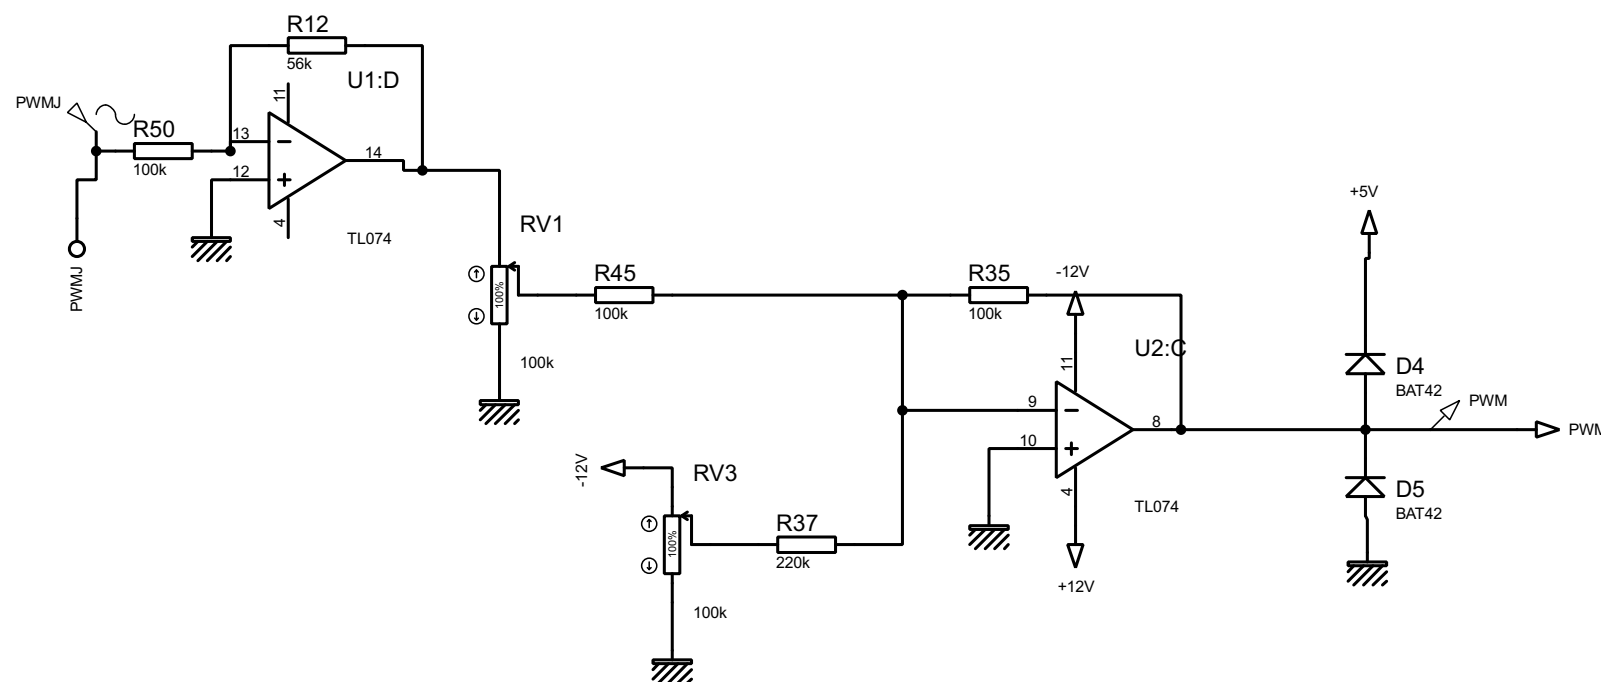 R12
56k
U1:D
11
PWMJ
R50
100k
13
12
14
4
TL074
PWMJ
RV1
100%
100k
R45
100k
R35
100k
-12V
11
U2:C
9
10
8
4
TL074
+12V
-12V
RV3
100%
100k
R37
220k
+5V
D4
BAT42
PWM
PWM
D5
BAT42